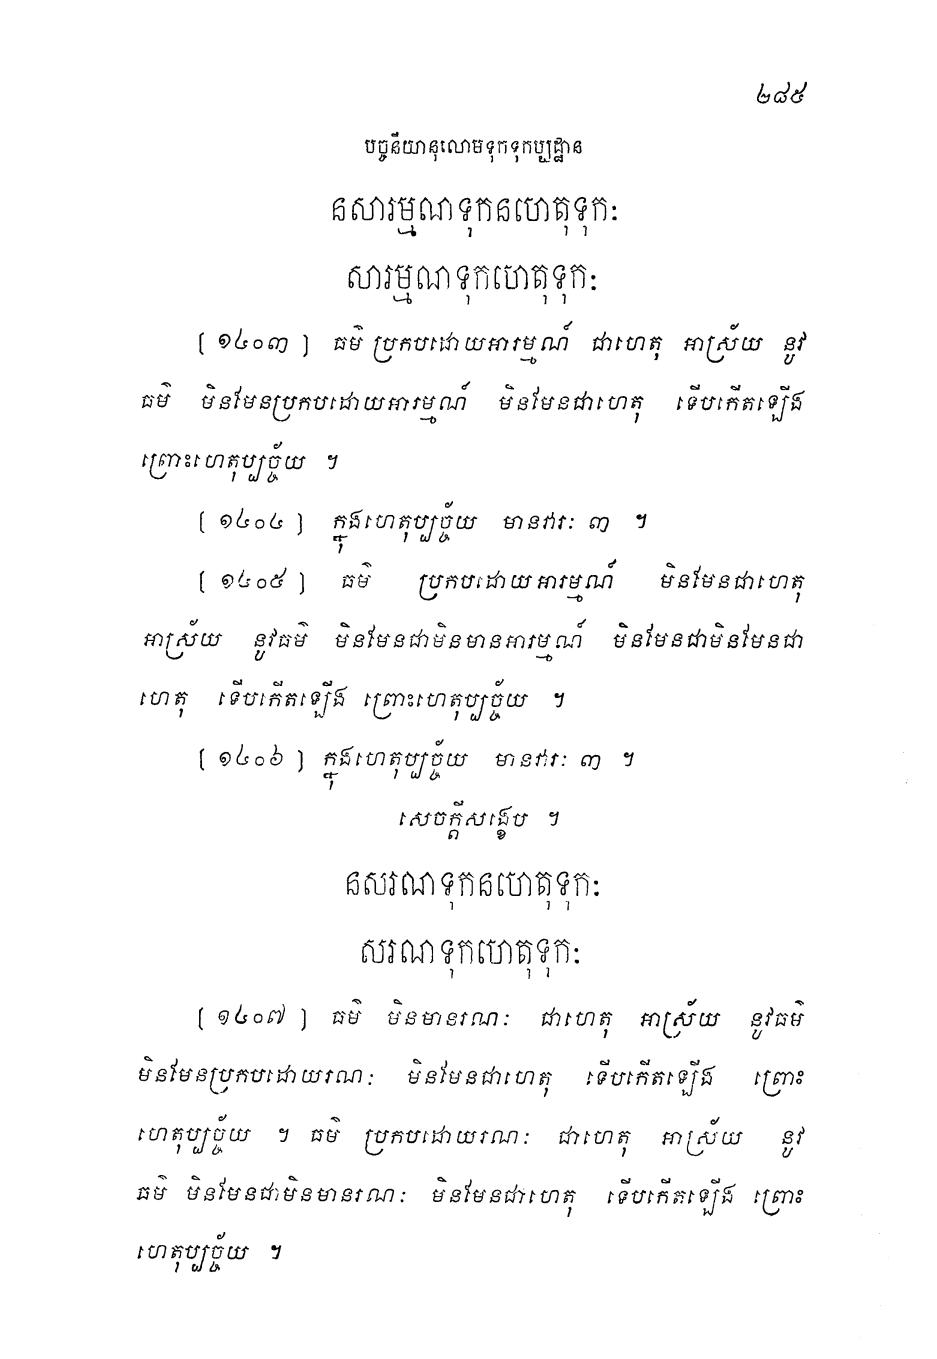 ២៨៥
បច្ចនីយានុលោមទុកទុកប្បដ្ឋាន
នសារម្មណទុកនហេតុទុកៈ
សារម្មណទុកហេតុទុកៈ
[ ១៤០៣ ] ធម៌ ប្រកបដោយអារម្មណ៍ ជាហេតុ អាស្រ័យ នូវ
ធម៌ មិនមែនប្រកបដោយអារម្មណ៍ មិនមែនជាហេតុ ទើបកើតឡើង
ព្រោះហេតុប្បច្ច័យ ។
[ ១៤០៤ ] ក្នុងហេតុប្បច្ច័យ មានវារៈ ៣ ។
[ ១៤០៥ ] ធម៌ ប្រកបដោយអារម្មណ៍ មិនមែនជាហេតុ
អាស្រ័យ នូវធម៌ មិនមែនជាមិនមានអារម្មណ៍ មិនមែនជាមិនមែនជា
ហេតុ ទើបកើតឡើង ព្រោះហេតុប្បច្ច័យ ។
[ ១៤០៦ ] ក្នុងហេតុប្បច្ច័យ មានវារៈ ៣ ។
សេចក្តីសង្ខេប ។
នសរណទុកនហេតុទុកៈ
សរណទុកហេតុទុកៈ
[ ១៤០៧ ] ធម៌ មិនមានរណៈ ជាហេតុ អាស្រ័យ នូវធម៌
មិនមែនប្រកបដោយរណៈ មិនមែនជាហេតុ ទើបកើតឡើង ព្រោះ
ហេតុប្បច្ច័យ ។ ធម៌ ប្រកបដោយរណៈ ជាហេតុ អាស្រ័យ នូវ
ធម៌ មិនមែនជាមិនមានរណៈ មិនមែនជាហេតុ ទើបកើតឡើង ព្រោះ
ហេតុប្បច្ច័យ ។